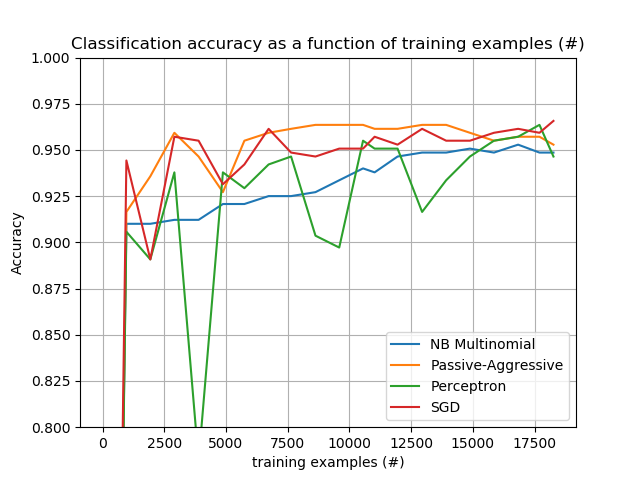 Classification accuracy as a function of training examples (#)
1.000
0.975
0.950
0.925
0.900
0.875
0.850
0.825
0.800
Accuracy
NB Multinomial
Passive-Aggressive
Perceptron
SGD
0 2500 5000 7500 10000 12500 15000 17500
training examples (#)